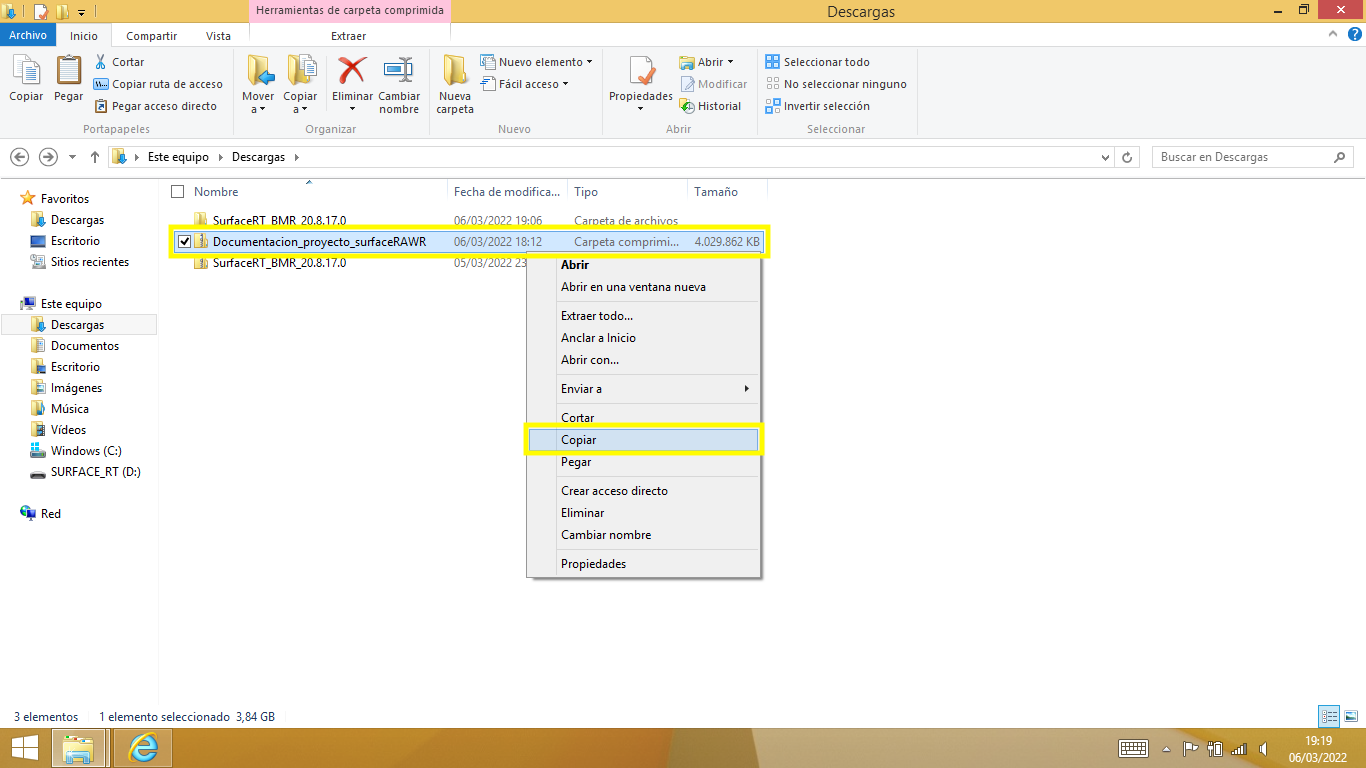 Herramientas de carpeta comprimida
Descargas
Archivo Inicio Compartir Vista Extraer
Copiar
Pegar
Cortar
Copiar ruta de acceso
Pegar acceso directo
Portapapeles
Mover a
Copiar a
Eliminar
Cambiar nombre
Organizar
Nueva carpeta
Nuevo elemento
Fácil acceso
Nuevo
Propiedades
Abrir
Modificar
Historial
Abrir
Seleccionar todo
No seleccionar ninguno
Invertir selección
Seleccionar
Este equipo Descargas
Buscar en Descargas
Favoritos
Descargas
Escritorio
Sitios recientes
Este equipo
Descargas
Documentos
Escritorio
Imágenes
Música
Vídeos
Windows (C:)
SURFACE_RT (D:)
Red
Nombre Fecha de modifica... Tipo Tamaño
SurfaceRT_BMR_20.8.17.0 06/03/2022 19:06 Carpeta de archivos
Documentacion_proyecto_surfaceRAWR 06/03/2022 18:12 Carpeta comprimi... 4.029.862 KB
SurfaceRT_BMR_20.8.17.0 05/03/2022 23
Abrir
Abrir en una ventana nueva
Extraer todo...
Anclar a Inicio
Abrir con...
Enviar a
Cortar
Copiar
Pegar
Crear acceso directo
Eliminar
Cambiar nombre
Propiedades
3 elementos 1 elemento seleccionado 3,84 GB
19:19
06/03/2022